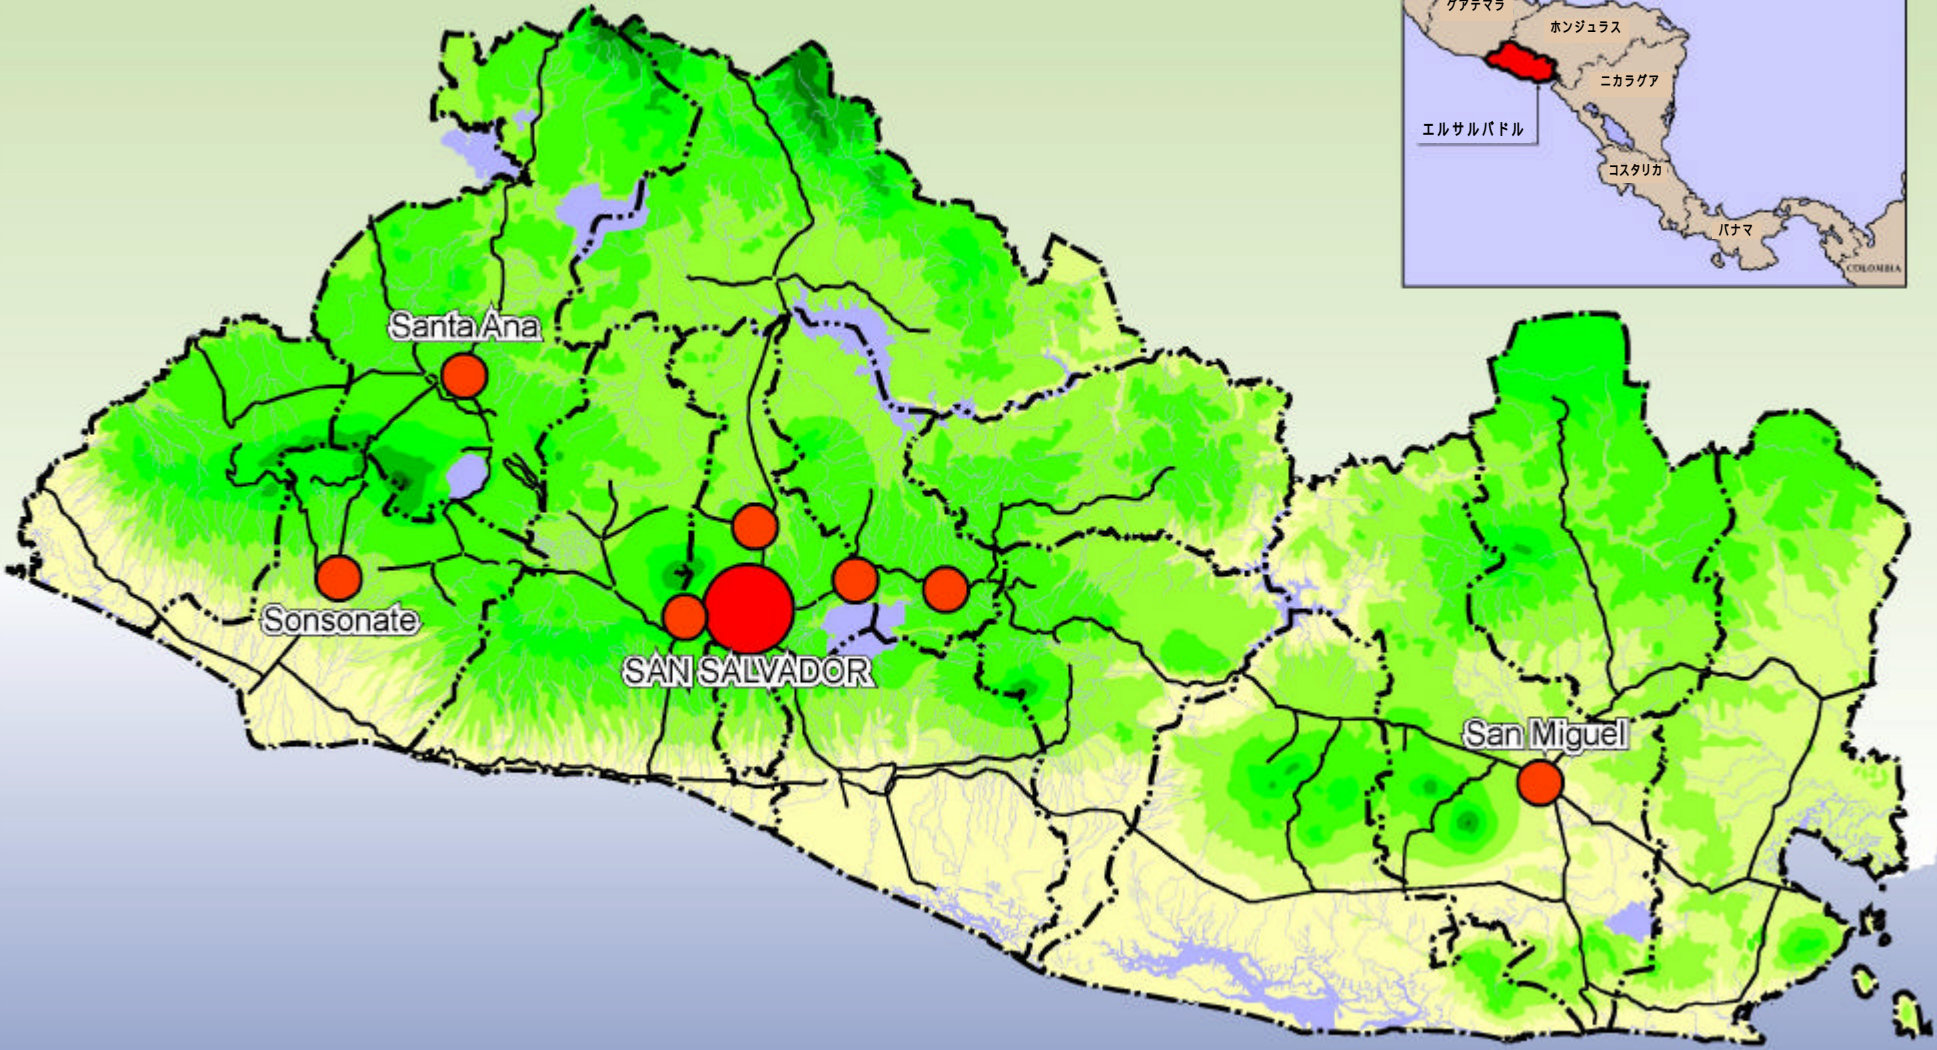 グアテマラ
ホンジュラス
ニカラグア
エルサルバドル
コスタリカ
パナマ
COLOMBIA
Santa Ana
Sonsonate
SAN SALVADOR
San Miguel